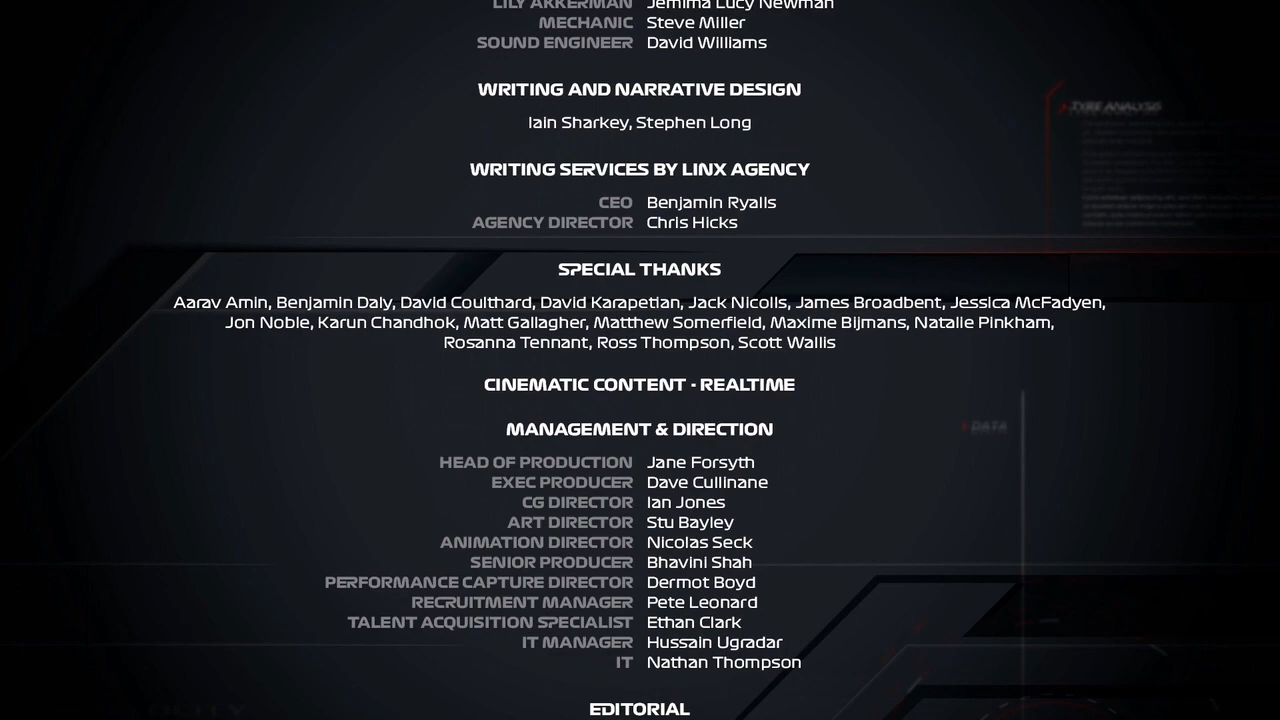 LILY AKKERMAN Jemima Lucy Newman
MECHANIC Steve Miller
SOUND ENGINEER David Williams
WRITING AND NARRATIVE DESIGN
Iain Sharkey, Stephen Long
WRITING SERVICES BY LINX AGENCY
CEO Benjamin Ryalls
AGENCY DIRECTOR Chris Hicks
TYRE ANALYSIS
SPECIAL THANKS
Aarav Amin, Benjamin Daly, David Coulthard, David Karapetian, Jack Nicolls, James Broadbent, Jessica McFadyen,
Jon Noble, Karun Chandhok, Matt Gallagher, Matthew Somerfield, Maxime Bijmans, Natalie Pinkham,
Rosanna Tennant, Ross Thompson, Scott Wallis
CINEMATIC CONTENT - REALTIME
MANAGEMENT & DIRECTION
DATA
HEAD OF PRODUCTION Jane Forsyth
EXEC PRODUCER Dave Cullinane
CG DIRECTOR Ian Jones
ART DIRECTOR Stu Bayley
ANIMATION DIRECTOR Nicolas Seck
SENIOR PRODUCER Bhavini Shah
PERFORMANCE CAPTURE DIRECTOR Dermot Boyd
RECRUITMENT MANAGER Pete Leonard
TALENT ACQUISITION SPECIALIST Ethan Clark
IT MANAGER Hussain Ugradar
IT Nathan Thompson
EDITORIAL